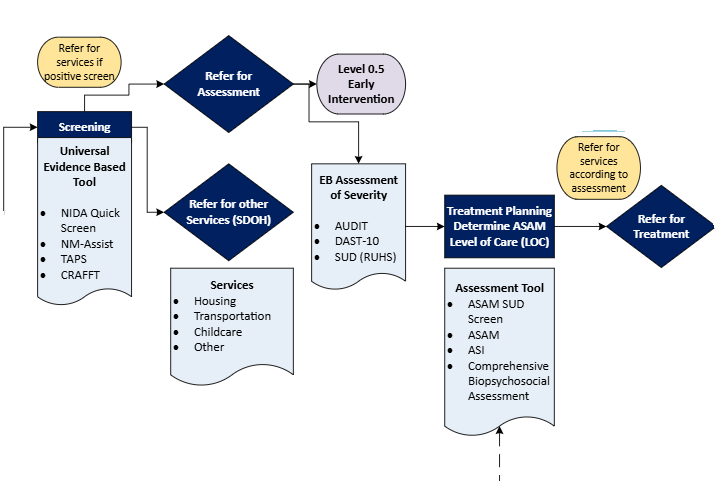 Refer for
services if
positive screen
Refer for
Assessment
Level 0.5
Early
Intervention
Screening
Universal
Evidence Based
Tool
• NIDA Quick
Screen
• NM-Assist
• TAPS
• CRAFFT
Refer for other
Services (SDOH)
Services
• Housing
• Transportation
• Childcare
• Other
EB Assessment
of Severity
• AUDIT
• DAST-10
• SUD (RUHS)
Treatment Planning
Determine ASAM
Level of Care (LOC)
Refer for
services
according to
assessment
Refer for
Treatment
Assessment Tool
• ASAM SUD
Screen
• ASAM
• ASI
• Comprehensive
Biopsychosocial
Assessment